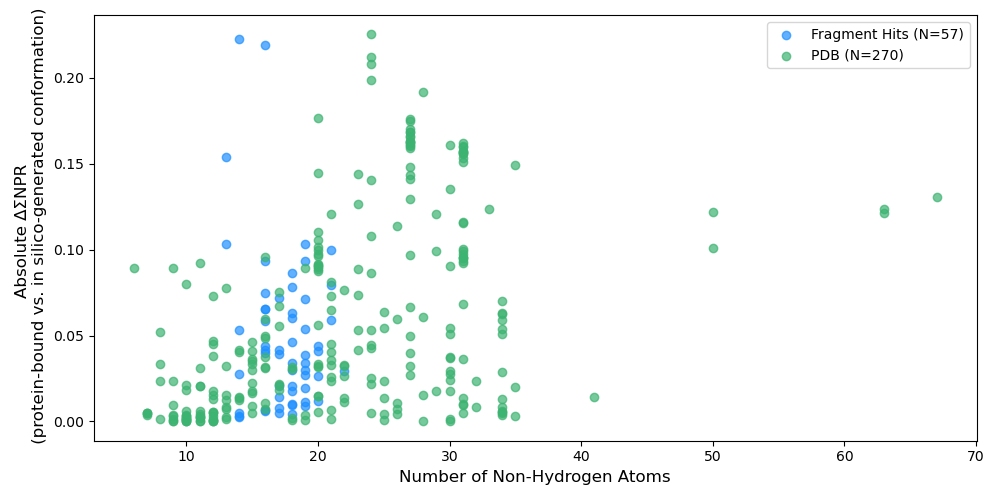 Absolute ΔΣNPR
(protein-bound vs. in silico-generated conformation)
0.20
0.15
0.10
0.05
0.00
Fragment Hits (N=57)
PDB (N=270)
10
20
30
40
50
60
70
Number of Non-Hydrogen Atoms